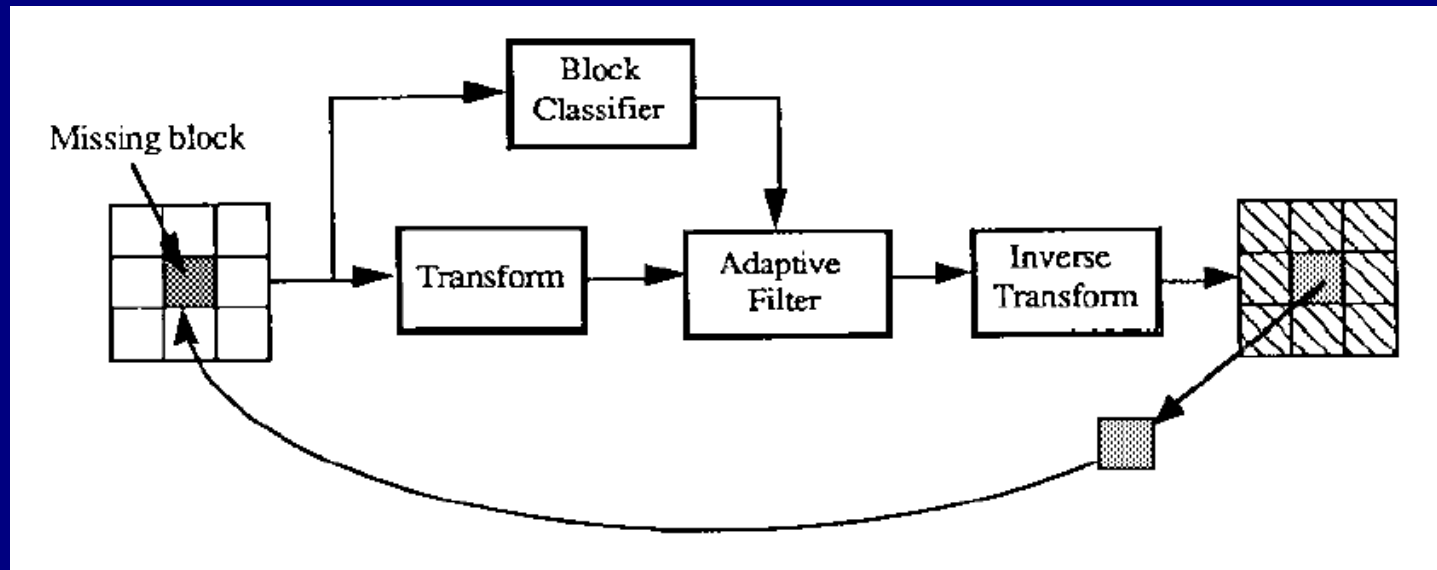 Block
Classifier
Missing block
Transform
Adaptive
Filter
Inverse
Transform